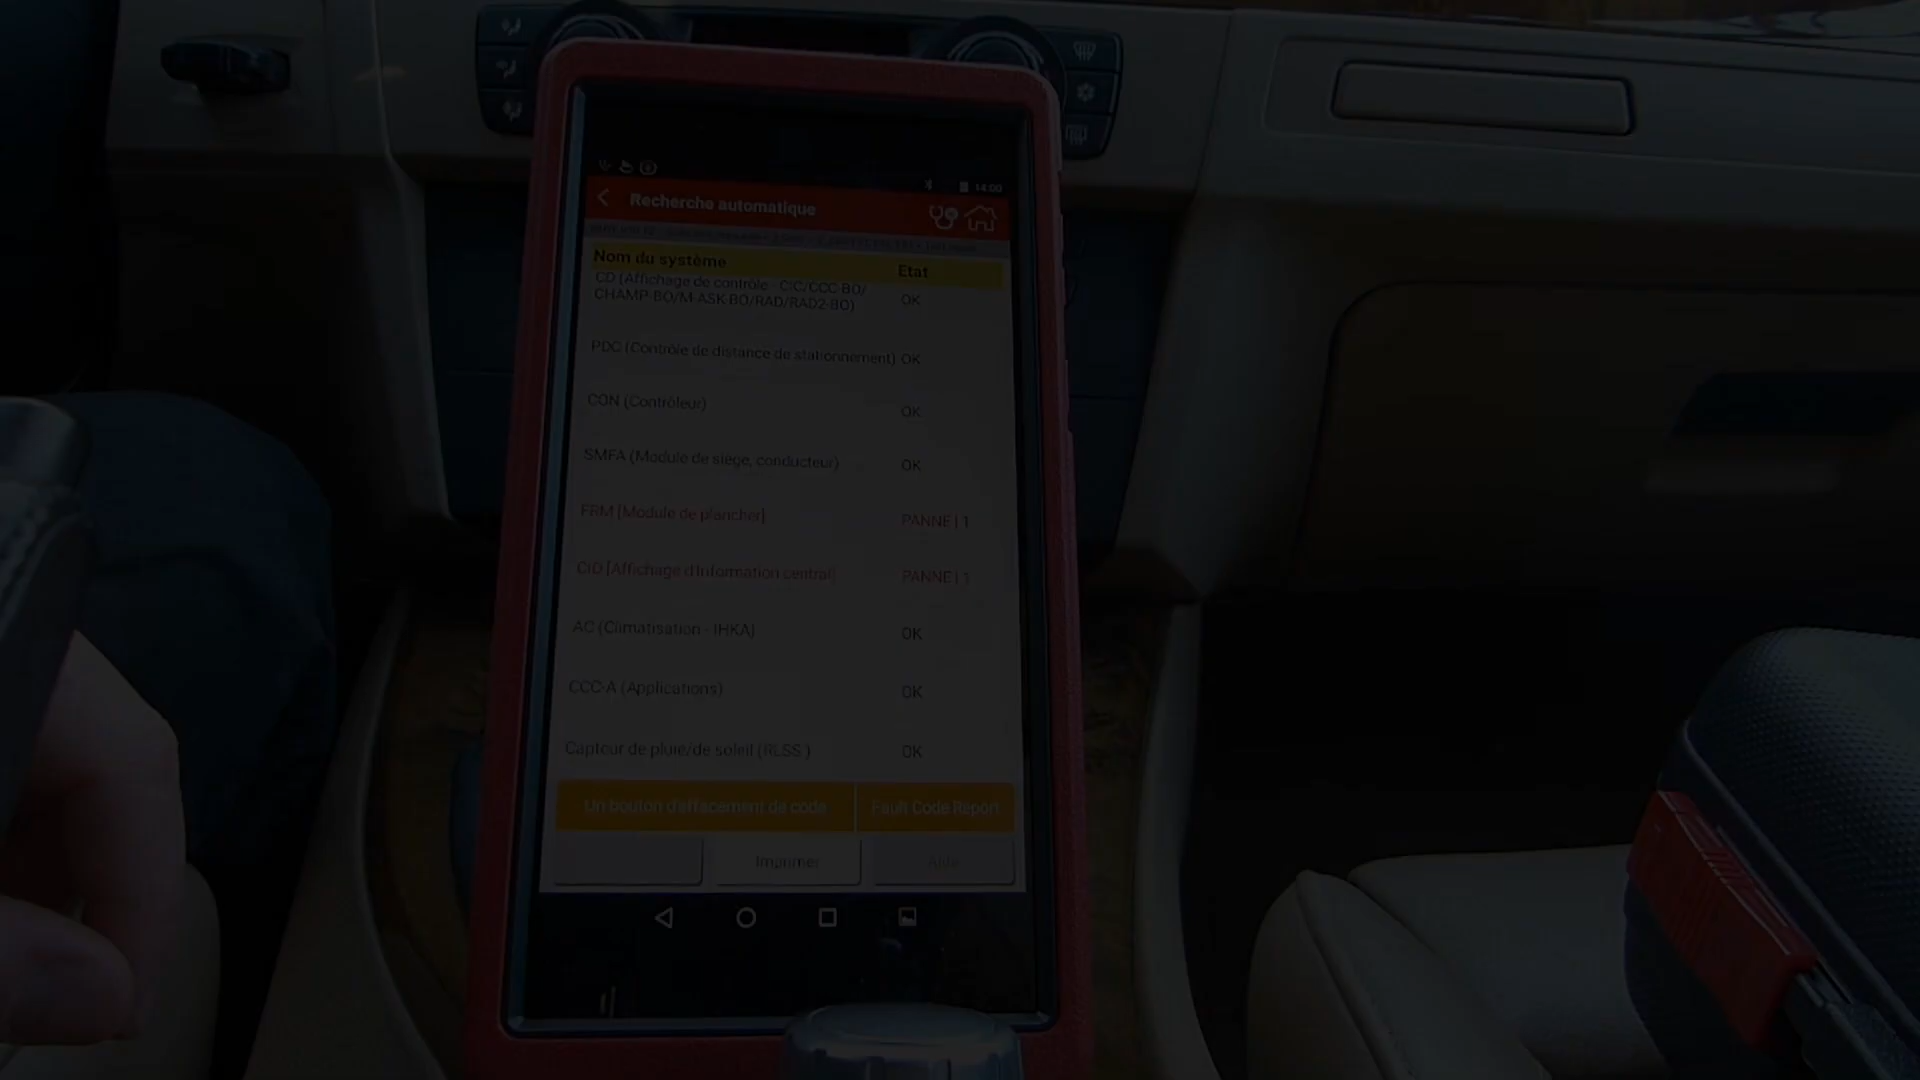 14:00
Recherche automatique
Nom du système Etat
CD (Affichage de contrôle - CIC/CCC-BO/
CHAMP-BO/M-ASK-BO/RAD/RAD2-BO) OK
PDC (Contrôle de distance de stationnement) OK
CON (Contrôleur) OK
SMFA (Module de siège, conducteur) OK
FRM [Module de plancher] PANNE | 1
CID [Affichage d'Information central] PANNE | 1
AC (Climatisation - IHKA) OK
CCC-A (Applications) OK
Capteur de pluie/de soleil (RLSS ) OK
Un bouton d'effacement de code Fault Code Report
Imprimer Aide